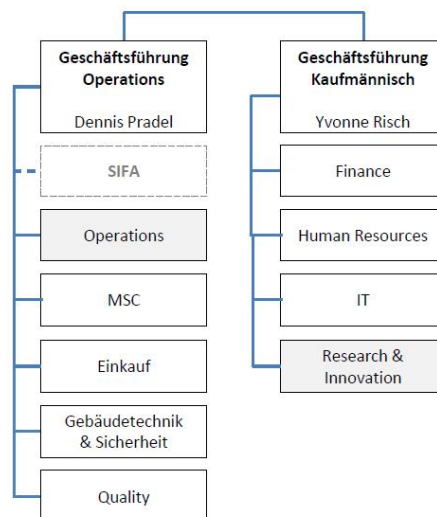 Geschäftsführung
Operations
Dennis Pradel
SIFA
Operations
MSC
Einkauf
Gebäudetechnik
& Sicherheit
Quality
Geschäftsführung
Kaufmännisch
Yvonne Risch
Finance
Human Resources
IT
Research &
Innovation